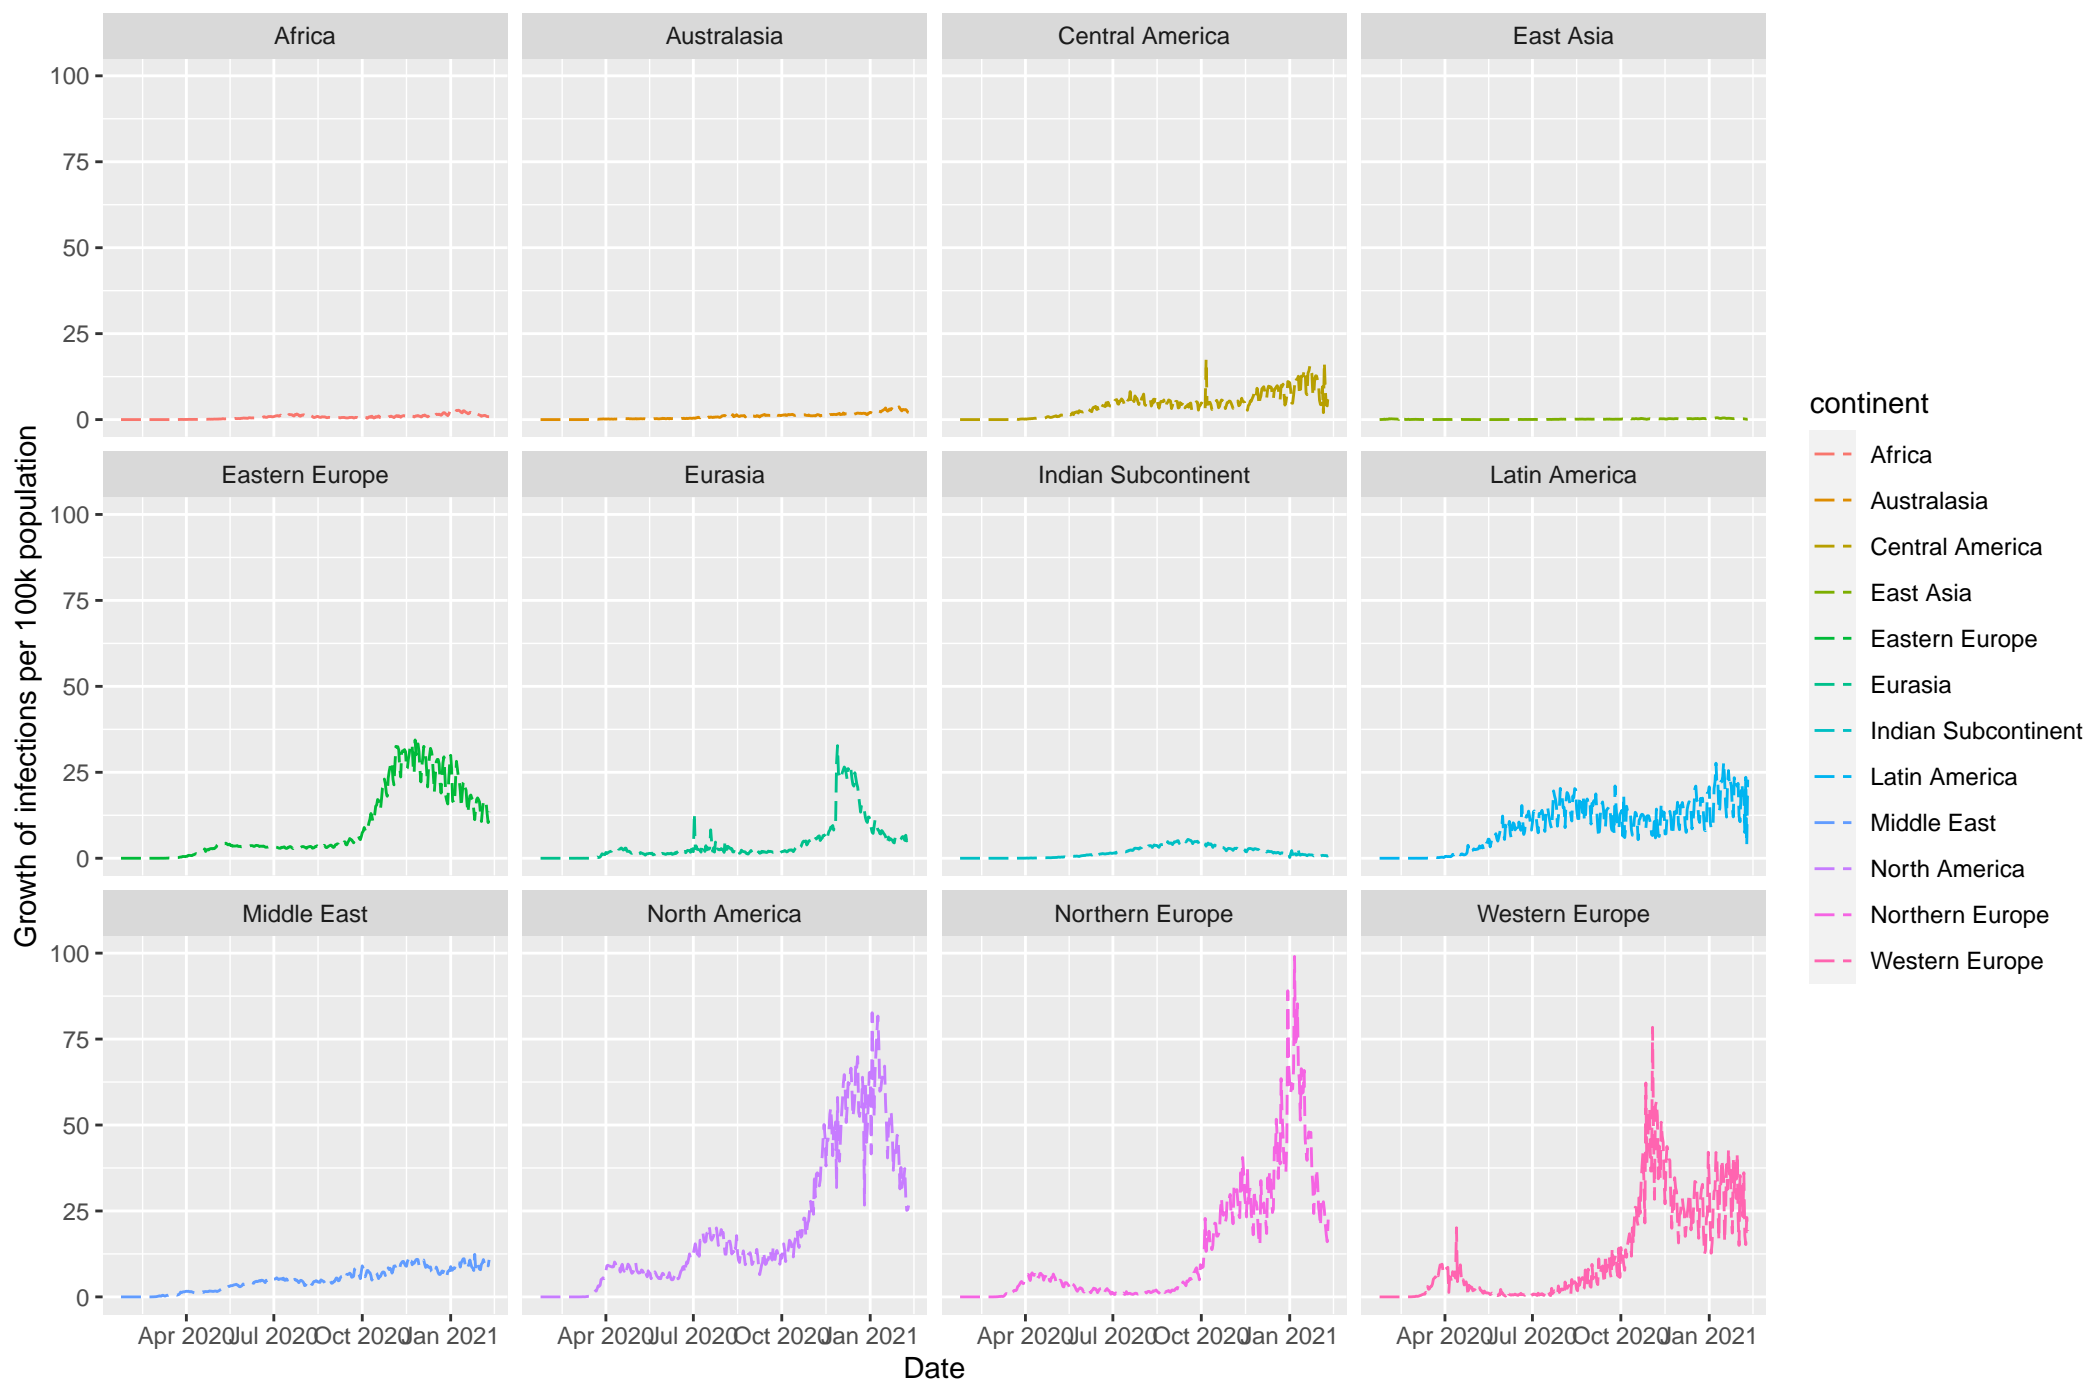 Africa
Australasia
Central America
East Asia
100
75
50
25
0
Eastern Europe
Eurasia
Indian Subcontinent
Latin America
100
75
50
25
0
Middle East
North America
Northern Europe
Western Europe
100
75
50
25
0
Apr 2020 Jul 2020 Oct 2020 Jan 2021
Apr 2020 Jul 2020 Oct 2020 Jan 2021
Apr 2020 Jul 2020 Oct 2020 Jan 2021
Apr 2020 Jul 2020 Oct 2020 Jan 2021
Date
Growth of infections per 100k population
continent
Africa
Australasia
Central America
East Asia
Eastern Europe
Eurasia
Indian Subcontinent
Latin America
Middle East
North America
Northern Europe
Western Europe